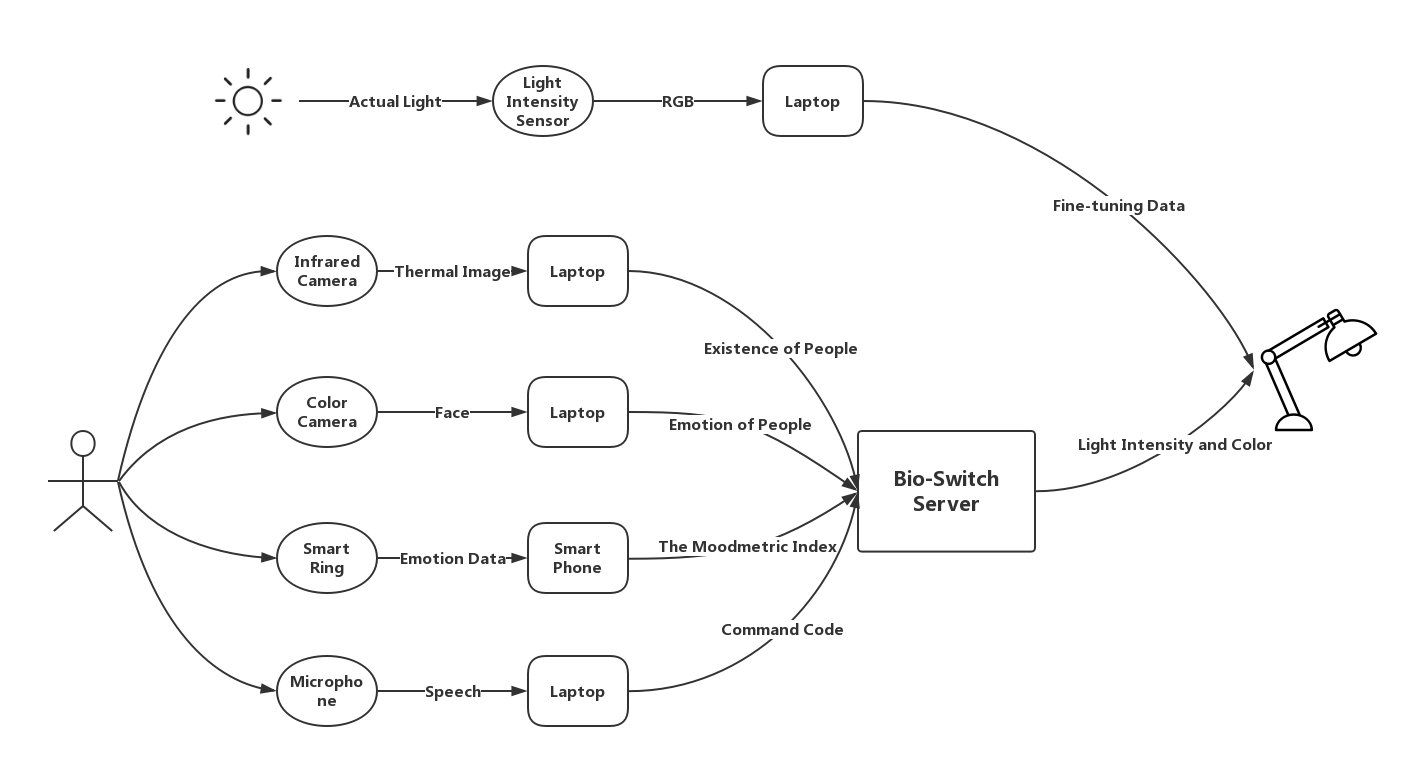 Actual Light
Light
Intensity
Sensor
RGB
Laptop
Fine-tuning Data
Infrared
Camera
Thermal Image
Laptop
Existence of People
Color
Camera
Face
Laptop
Emotion of People
Bio-Switch
Server
Light Intensity and Color
Smart
Ring
Emotion Data
Smart
Phone
The Moodmetric Index
Command Code
Micropho
ne
Speech
Laptop